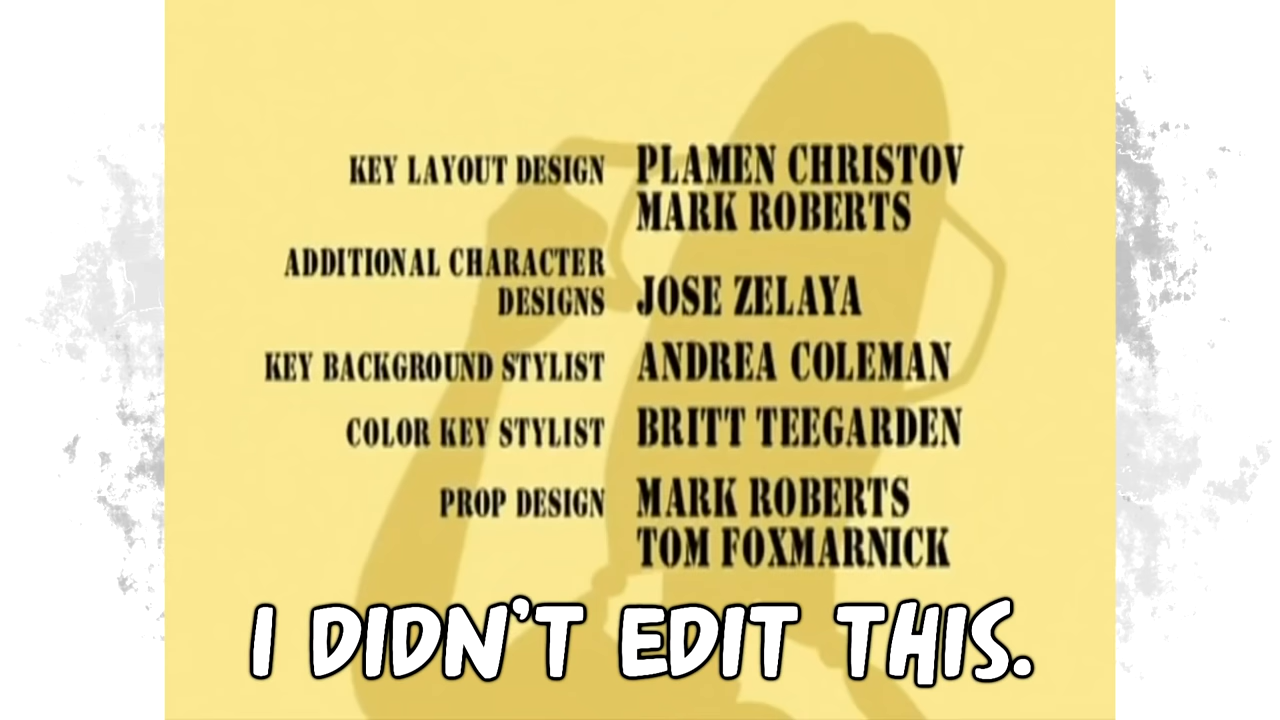 KEY LAYOUT DESIGN PLAMEN CHRISTOV
MARK ROBERTS
ADDITIONAL CHARACTER
DESIGNS JOSE ZELAYA
KEY BACKGROUND STYLIST ANDREA COLEMAN
COLOR KEY STYLIST BRITT TEEGARDEN
PROP DESIGN MARK ROBERTS
TOM FOXMARNICK
I DIDN'T EDIT THIS.